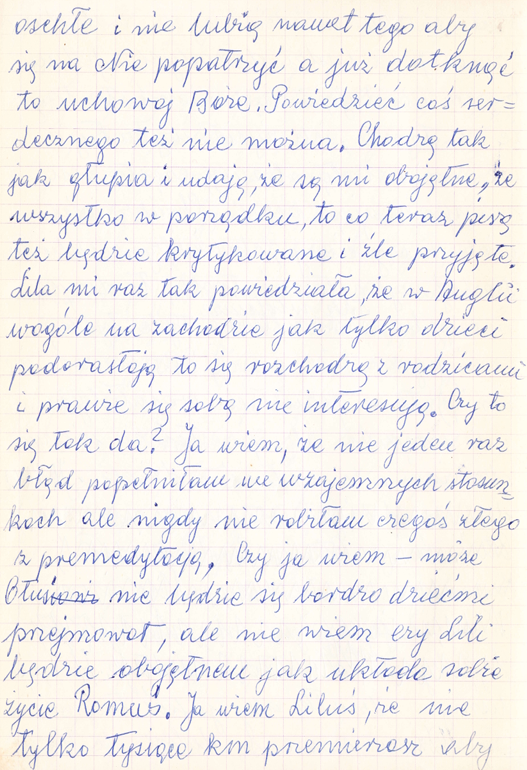 oschłe i nie lubią nawet tego aby
się na Nie popatrzyć a już dotknąć
to uchowaj Boże. Powiedzieć coś ser=
decznego też nie można. Chodzę tak
jak głupia i udaję, że są mi obojętne, że
wszystko w porządku, to co teraz piszę
też będzie krytykowane i źle przyjęte.
Lila mi raz tak powiedziała, że w Anglii
wogóle na zachodzie jak tylko dzieci
podorastają to się rozchodzą z rodzicami
i prawie się sobą nie interesują. Czy to
się tak da? Ja wiem, że nie jeden raz
błąd popełniłam we wzajemnych stosun=
kach ale nigdy nie robiłam czegoś złego
z premedytacją. Czy ja wiem – może
nie będzie się bardzo dziećmi
przejmował, ale nie wiem czy Lili
będzie obojętnem jak układa sobie
życie Romuś. Ja wiem Liluś, że nie
tylko tysiące km przemierzasz aby